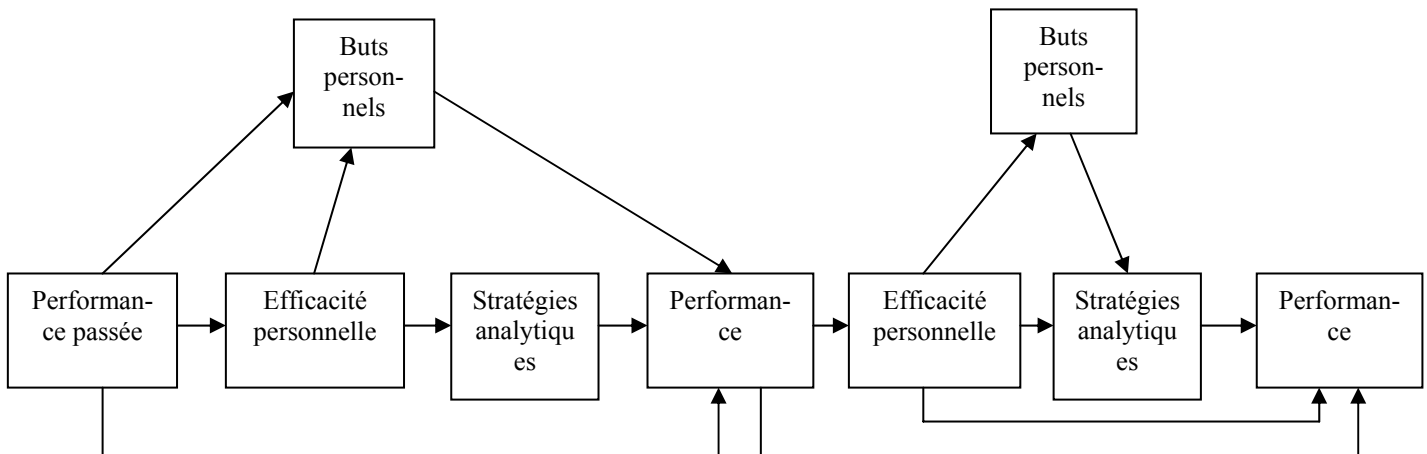 Buts
person-
nels
Buts
person-
nels
Performan-
ce passée
Efficacité
personnelle
Stratégies
analytiqu
es
Performan-
ce
Efficacité
personnelle
Stratégies
analytiqu
es
Performan-
ce